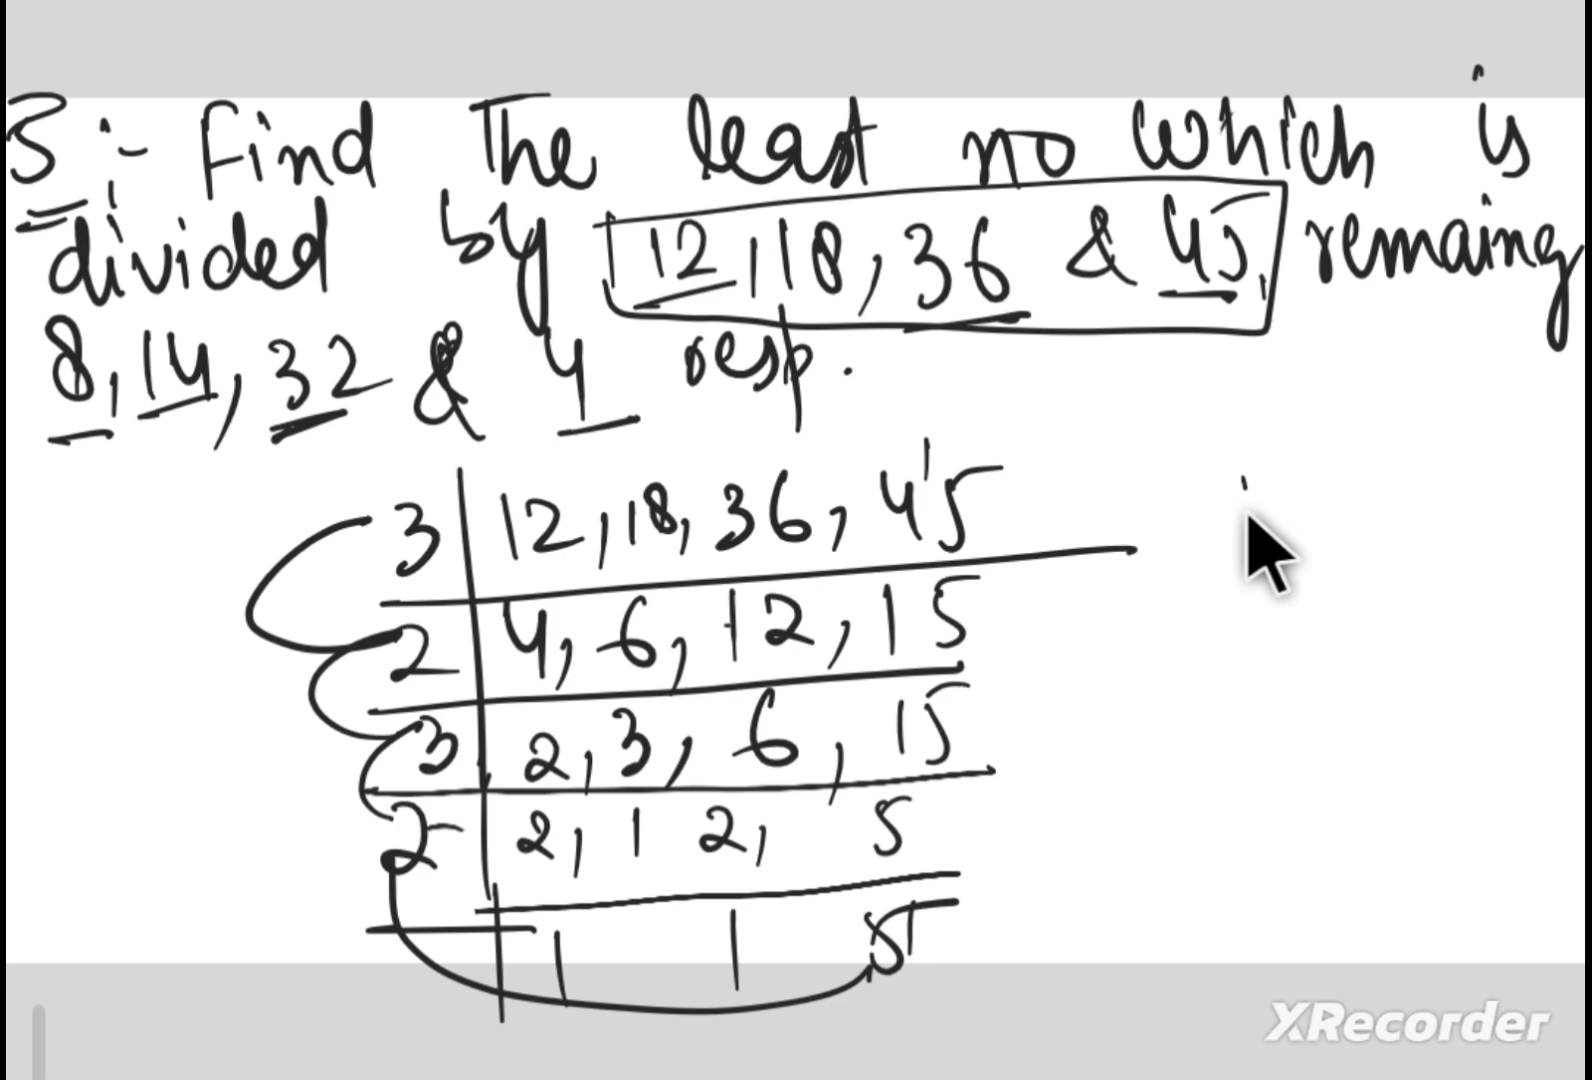 5:- Find The least no which is
divided by 12, 18, 36 & 45, remaining
8, 14, 32 & 4 resp.
3 12, 18, 36, 45
2 4, 6, 12, 15
3 2, 3, 6, 15
2 2, 1 2, 5
1 1 5
XRecorder